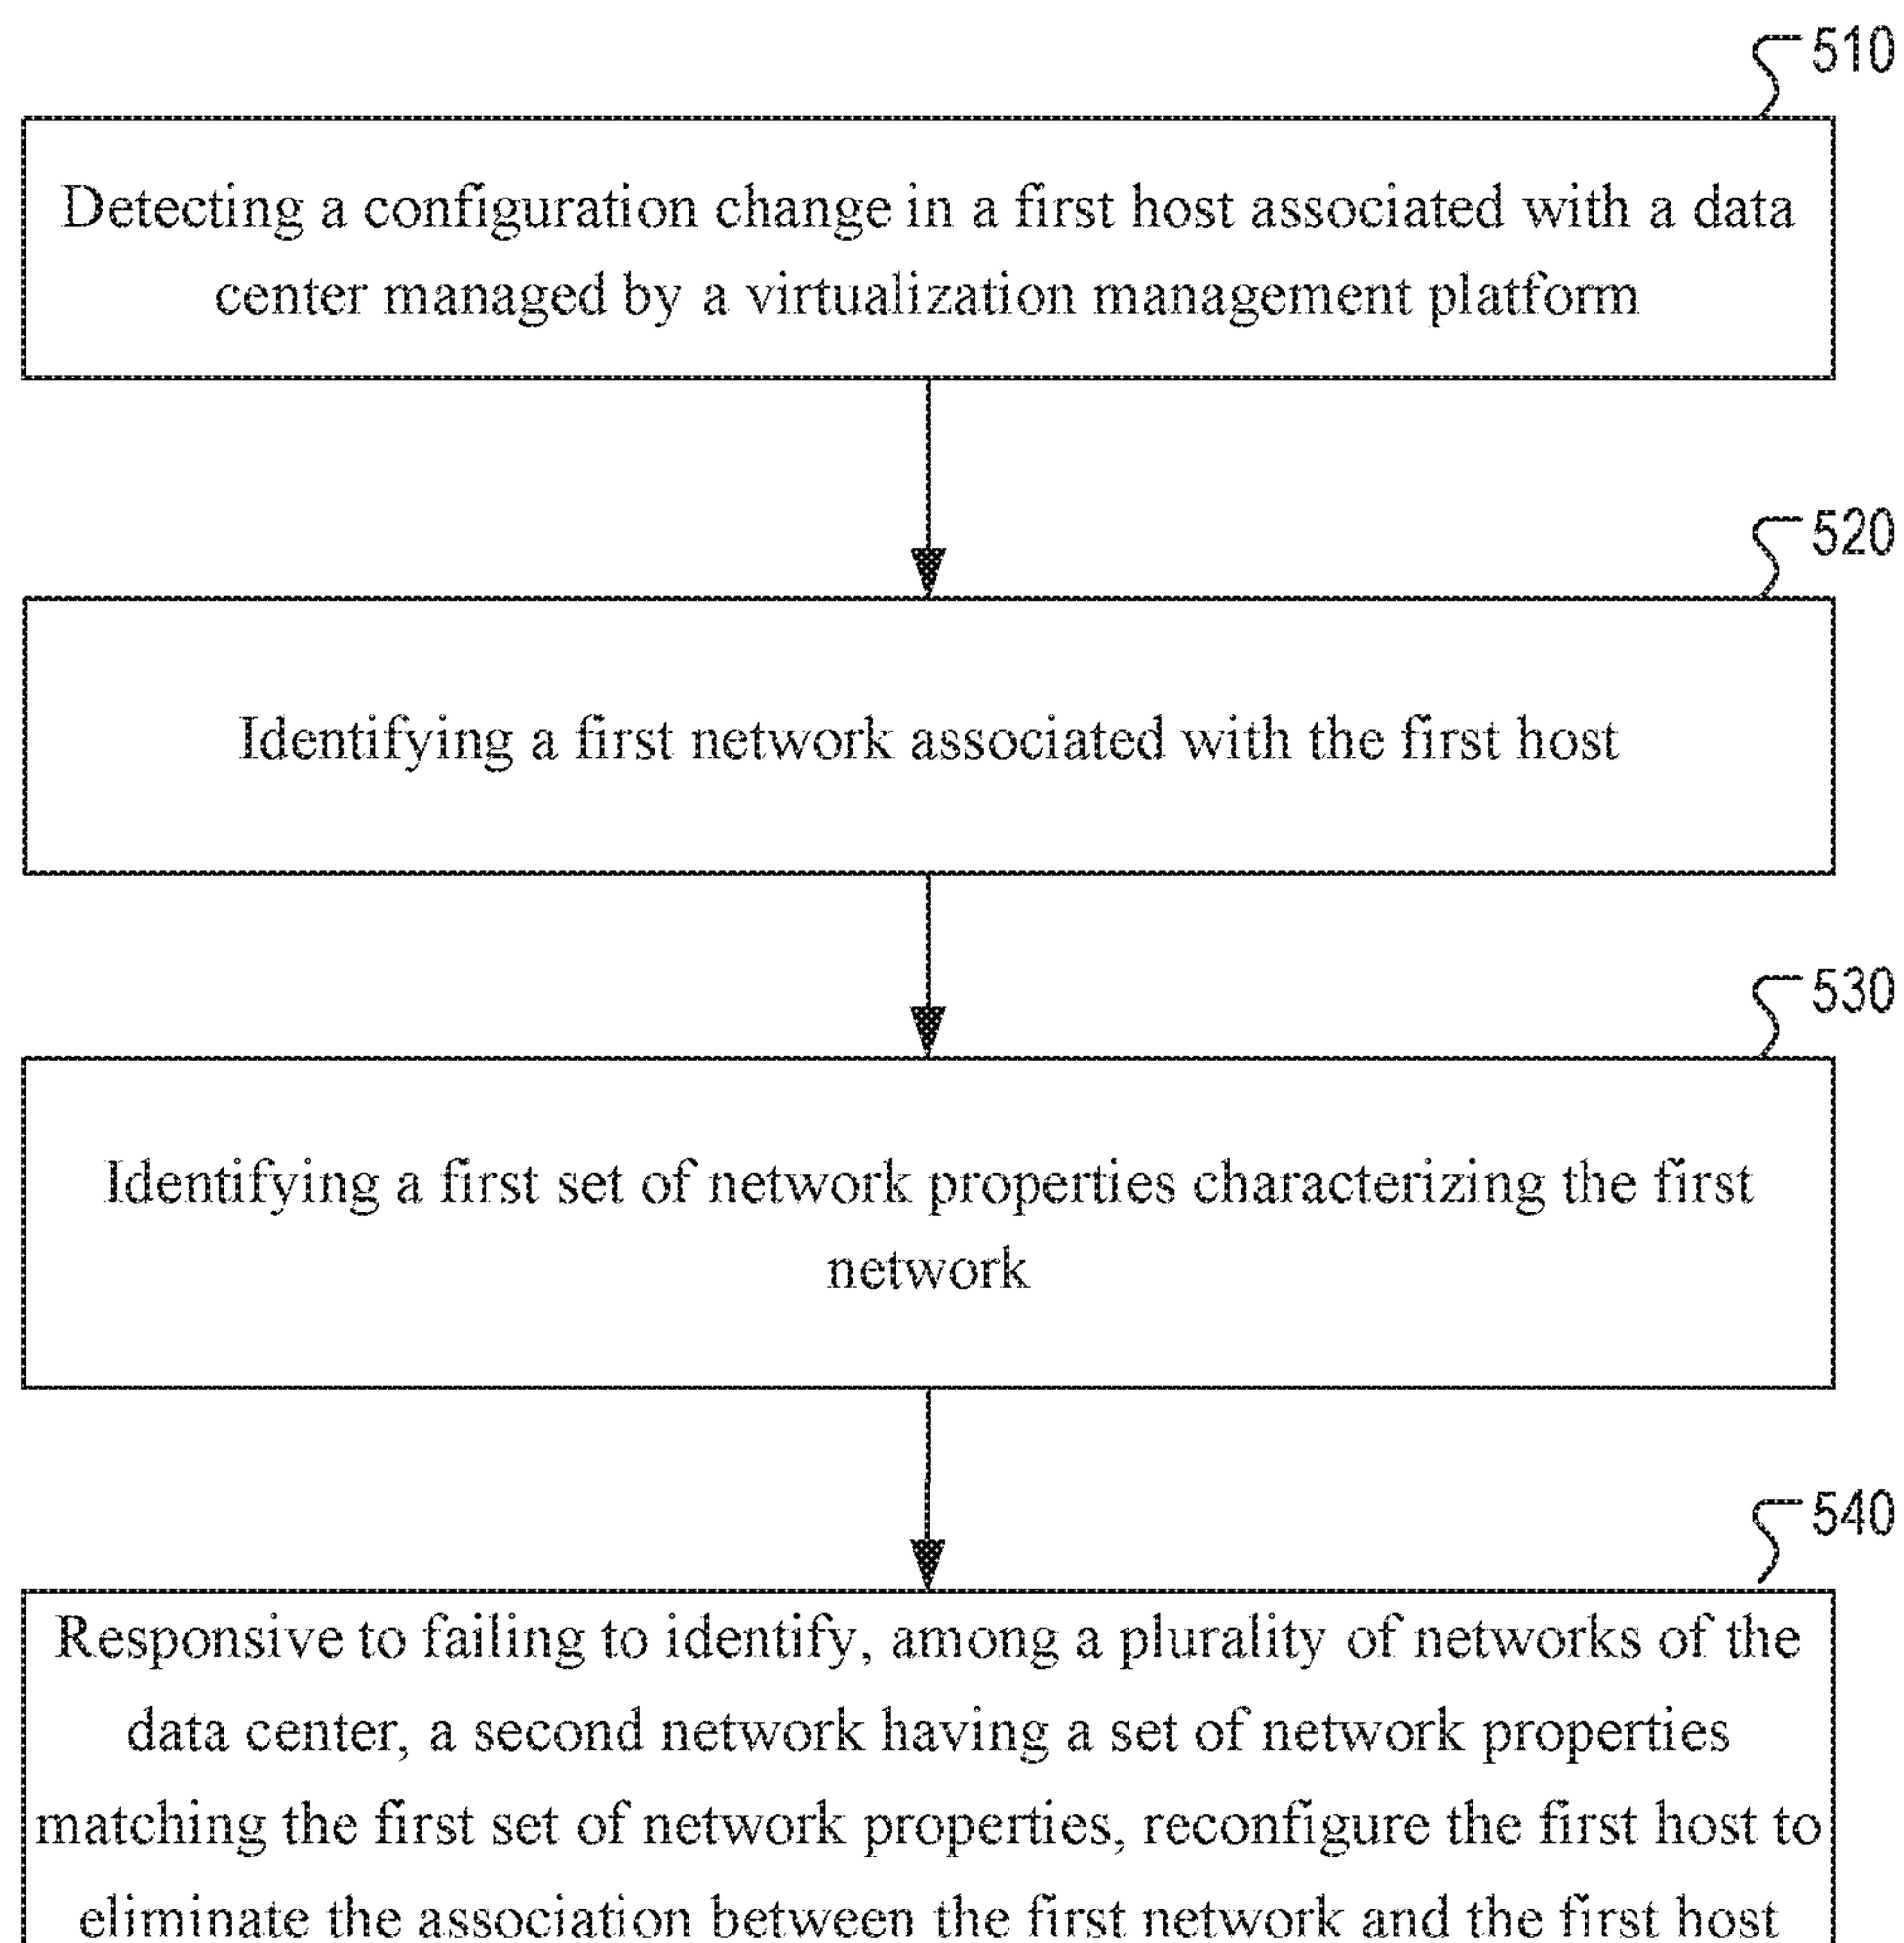 510
Detecting a configuration change in a first host associated with a data
center managed by a virtualization management platform
520
Identifying a first network associated with the first host
530
Identifying a first set of network properties characterizing the first
network
540
Responsive to failing to identify, among a plurality of networks of the
data center, a second network having a set of network properties
matching the first set of network properties, reconfigure the first host to
eliminate the association between the first network and the first host